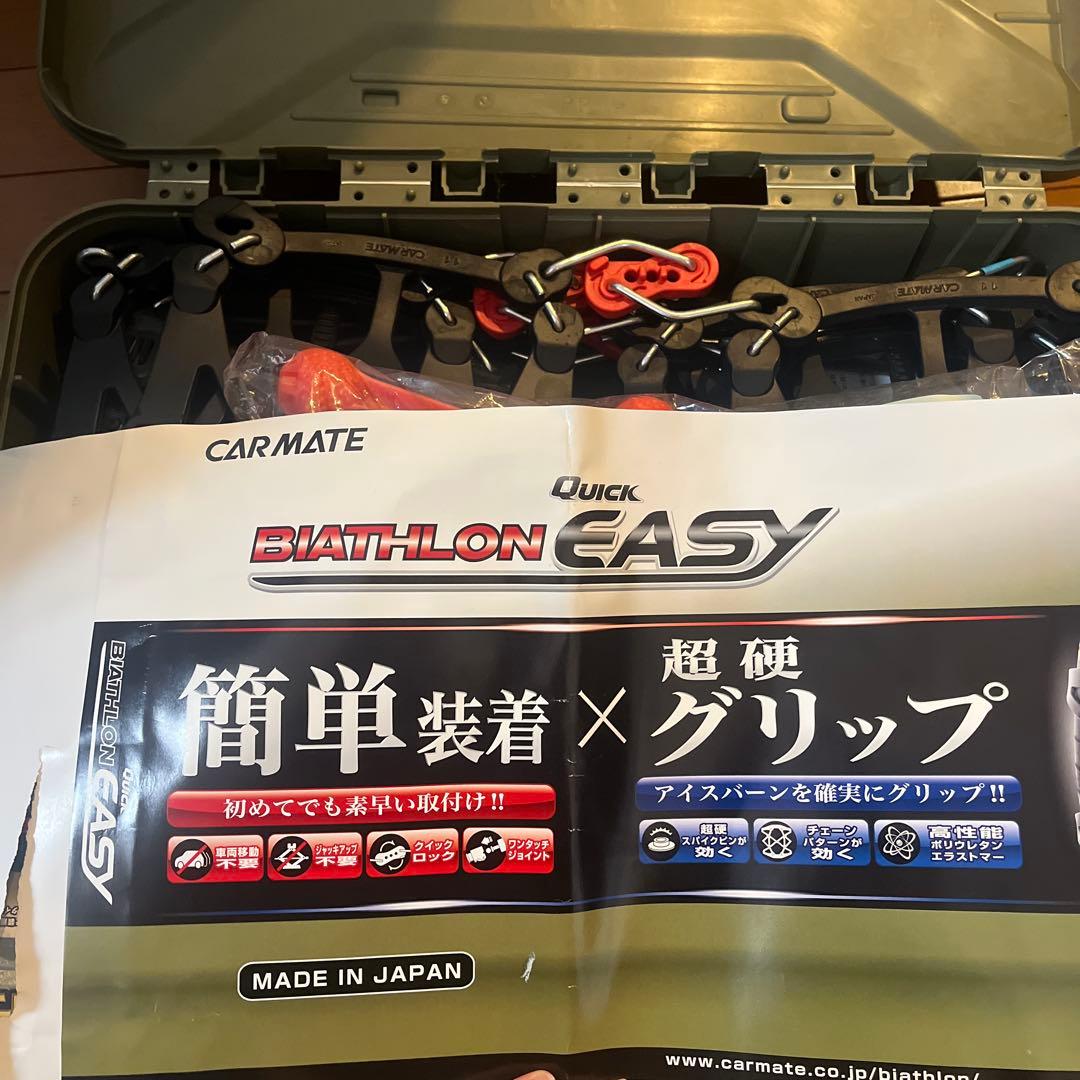 CARMATE
11
CARMATE
JAPAN
11
CARMATE
QUICK
BIATHLON EASY
BIATHLON QUICK EASY
簡単装着×超硬グリップ
初めてでも素早い取付け!!
アイスバーンを確実にグリップ!!
車両移動不要
ジャッキアップ不要
クイックロック
ワンタッチジョイント
超硬スパイクピンが効く
チェーンパターンが効く
高性能ポリウレタンエラストマー
MADE IN JAPAN
www.carmate.co.jp/biathlon/